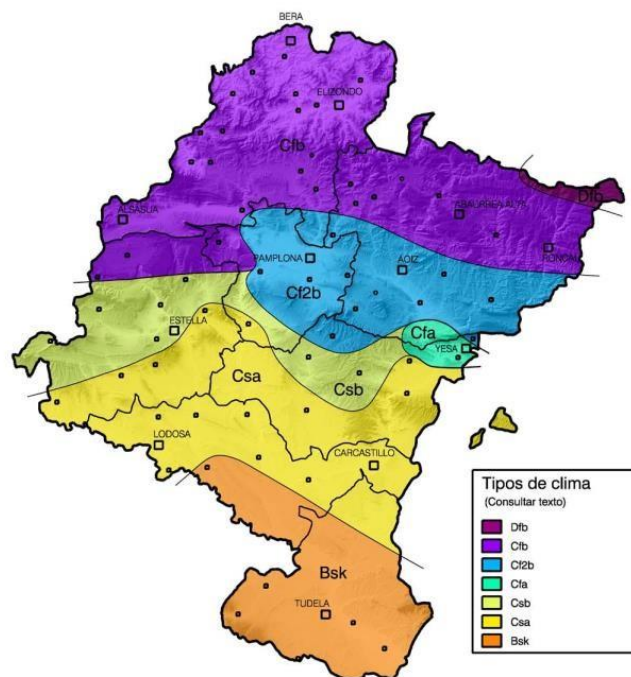 BERA
ELIZONDO
Cfb
Dfb
ALSASUA
ABAURREA ALTA
PAMPLONA
AOIZ
RONCAL
Cf2b
ESTELLA
Cfa
YESA
Csa
Csb
LODOSA
CARCASTILLO
Bsk
TUDELA
Tipos de clima
(Consultar texto)
Dfb
Cfb
Cf2b
Cfa
Csb
Csa
Bsk